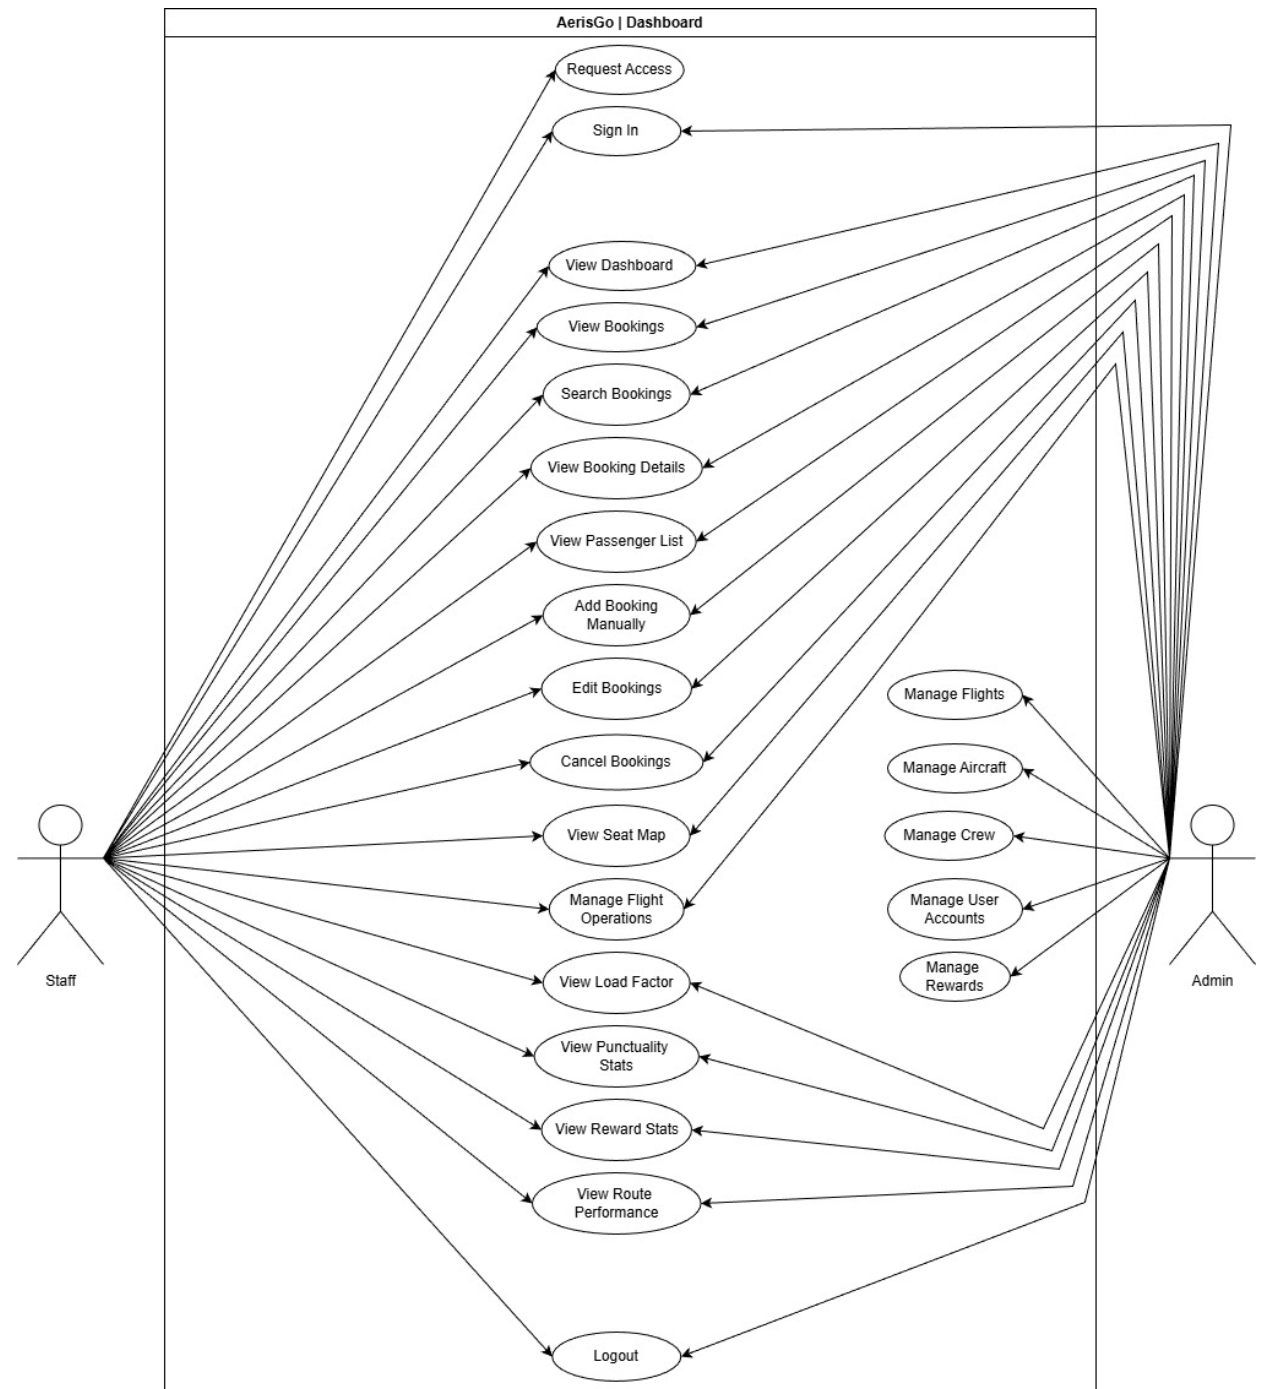 AerisGo | Dashboard
Request Access
Sign In
View Dashboard
View Bookings
Search Bookings
View Booking Details
View Passenger List
Add Booking
Manually
Edit Bookings
Cancel Bookings
View Seat Map
Manage Flight
Operations
View Load Factor
View Punctuality
Stats
View Reward Stats
View Route
Performance
Logout
Manage Flights
Manage Aircraft
Manage Crew
Manage User
Accounts
Manage
Rewards
Staff
Admin